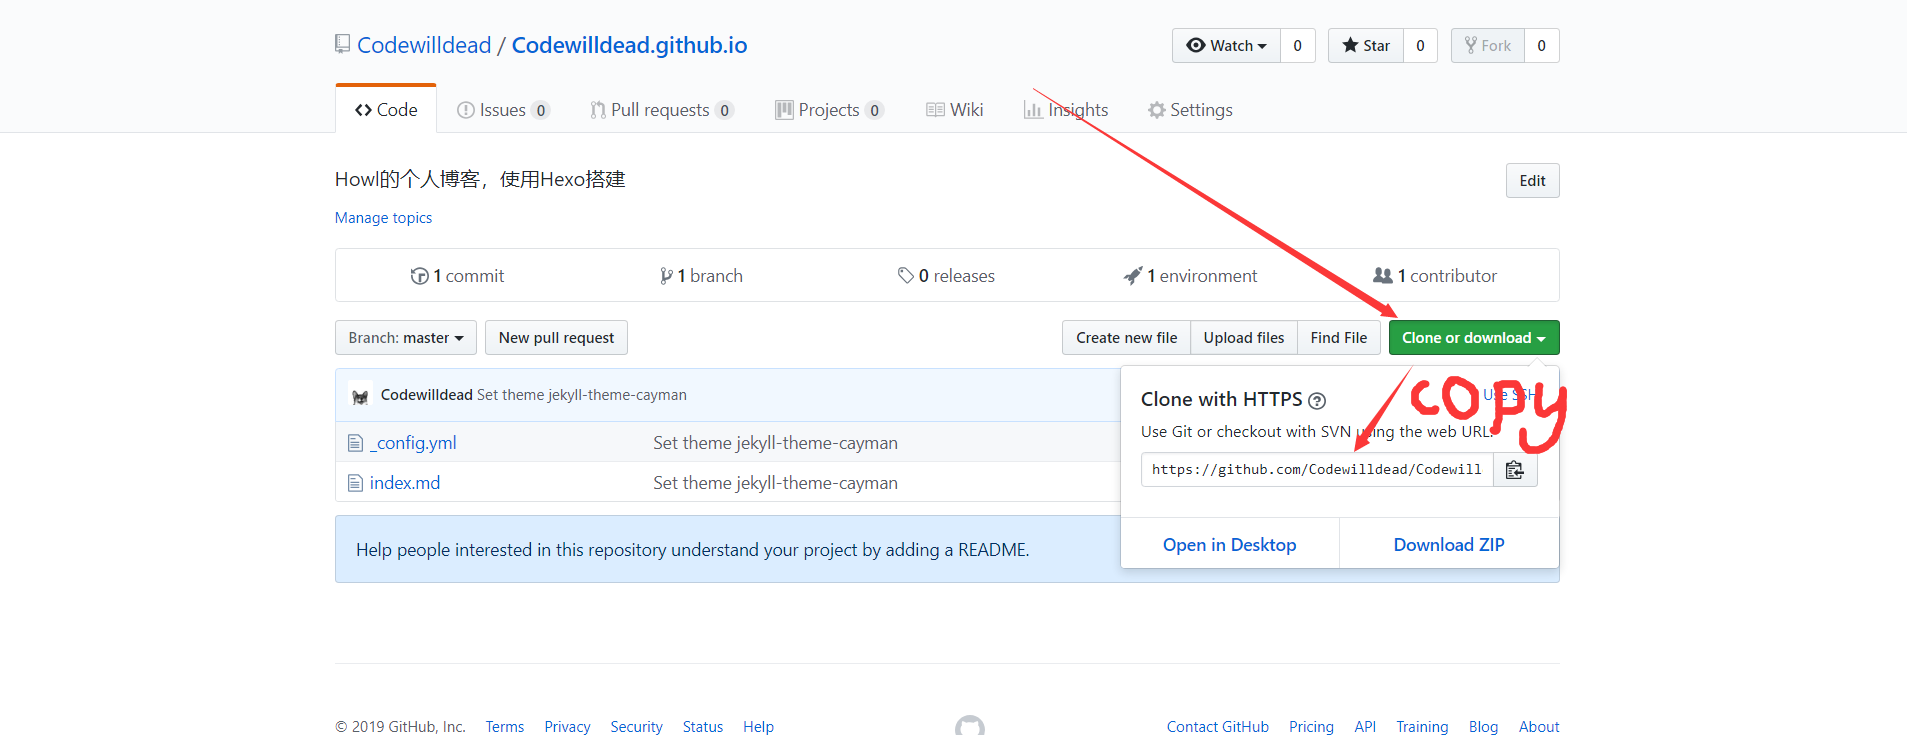 Codewilldead / Codewilldead.github.io
Watch 0 Star 0 Fork 0
Code Issues 0 Pull requests 0 Projects 0 Wiki Insights Settings
Howl的个人博客，使用Hexo搭建
Edit
Manage topics
1 commit 1 branch 0 releases 1 environment 1 contributor
Branch: master New pull request Create new file Upload files Find File Clone or download
Codewilldead Set theme jekyll-theme-cayman
_config.yml Set theme jekyll-theme-cayman
index.md Set theme jekyll-theme-cayman
Help people interested in this repository understand your project by adding a README.
Clone with HTTPS Use SSH
copy
Use Git or checkout with SVN using the web URL.
https://github.com/Codewilldead/Codewill
Open in Desktop Download ZIP
© 2019 GitHub, Inc. Terms Privacy Security Status Help Contact GitHub Pricing API Training Blog About